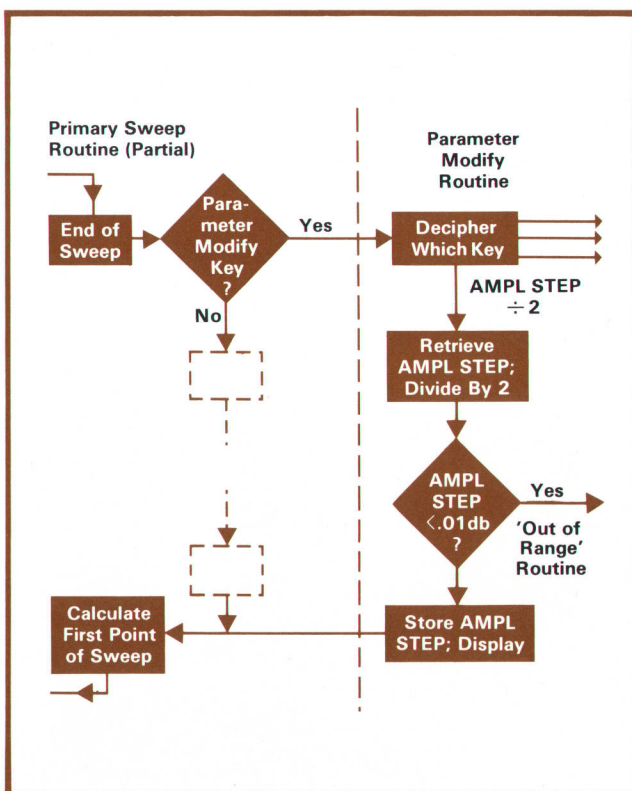 Primary Sweep
Routine (Partial)
End of
Sweep
Para-
meter
Modify
Key
?
Yes
No
Parameter
Modify
Routine
Decipher
Which Key
AMPL STEP
÷2
Retrieve
AMPL STEP;
Divide By 2
AMPL
STEP
<.01db
?
Yes
'Out of
Range'
Routine
Store AMPL
STEP; Display
Calculate
First Point
of Sweep